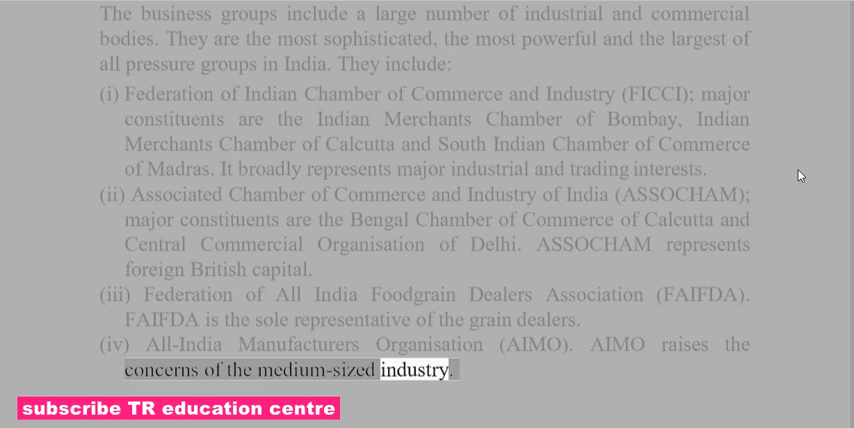 The business groups include a large number of industrial and commercial
bodies. They are the most sophisticated, the most powerful and the largest of
all pressure groups in India. They include:
(i) Federation of Indian Chamber of Commerce and Industry (FICCI); major
constituents are the Indian Merchants Chamber of Bombay, Indian
Merchants Chamber of Calcutta and South Indian Chamber of Commerce
of Madras. It broadly represents major industrial and trading interests.
(ii) Associated Chamber of Commerce and Industry of India (ASSOCHAM);
major constituents are the Bengal Chamber of Commerce of Calcutta and
Central Commercial Organisation of Delhi. ASSOCHAM represents
foreign British capital.
(iii) Federation of All India Foodgrain Dealers Association (FAIFDA).
FAIFDA is the sole representative of the grain dealers.
(iv) All-India Manufacturers Organisation (AIMO). AIMO raises the
concerns of the medium-sized industry.
subscribe TR education centre